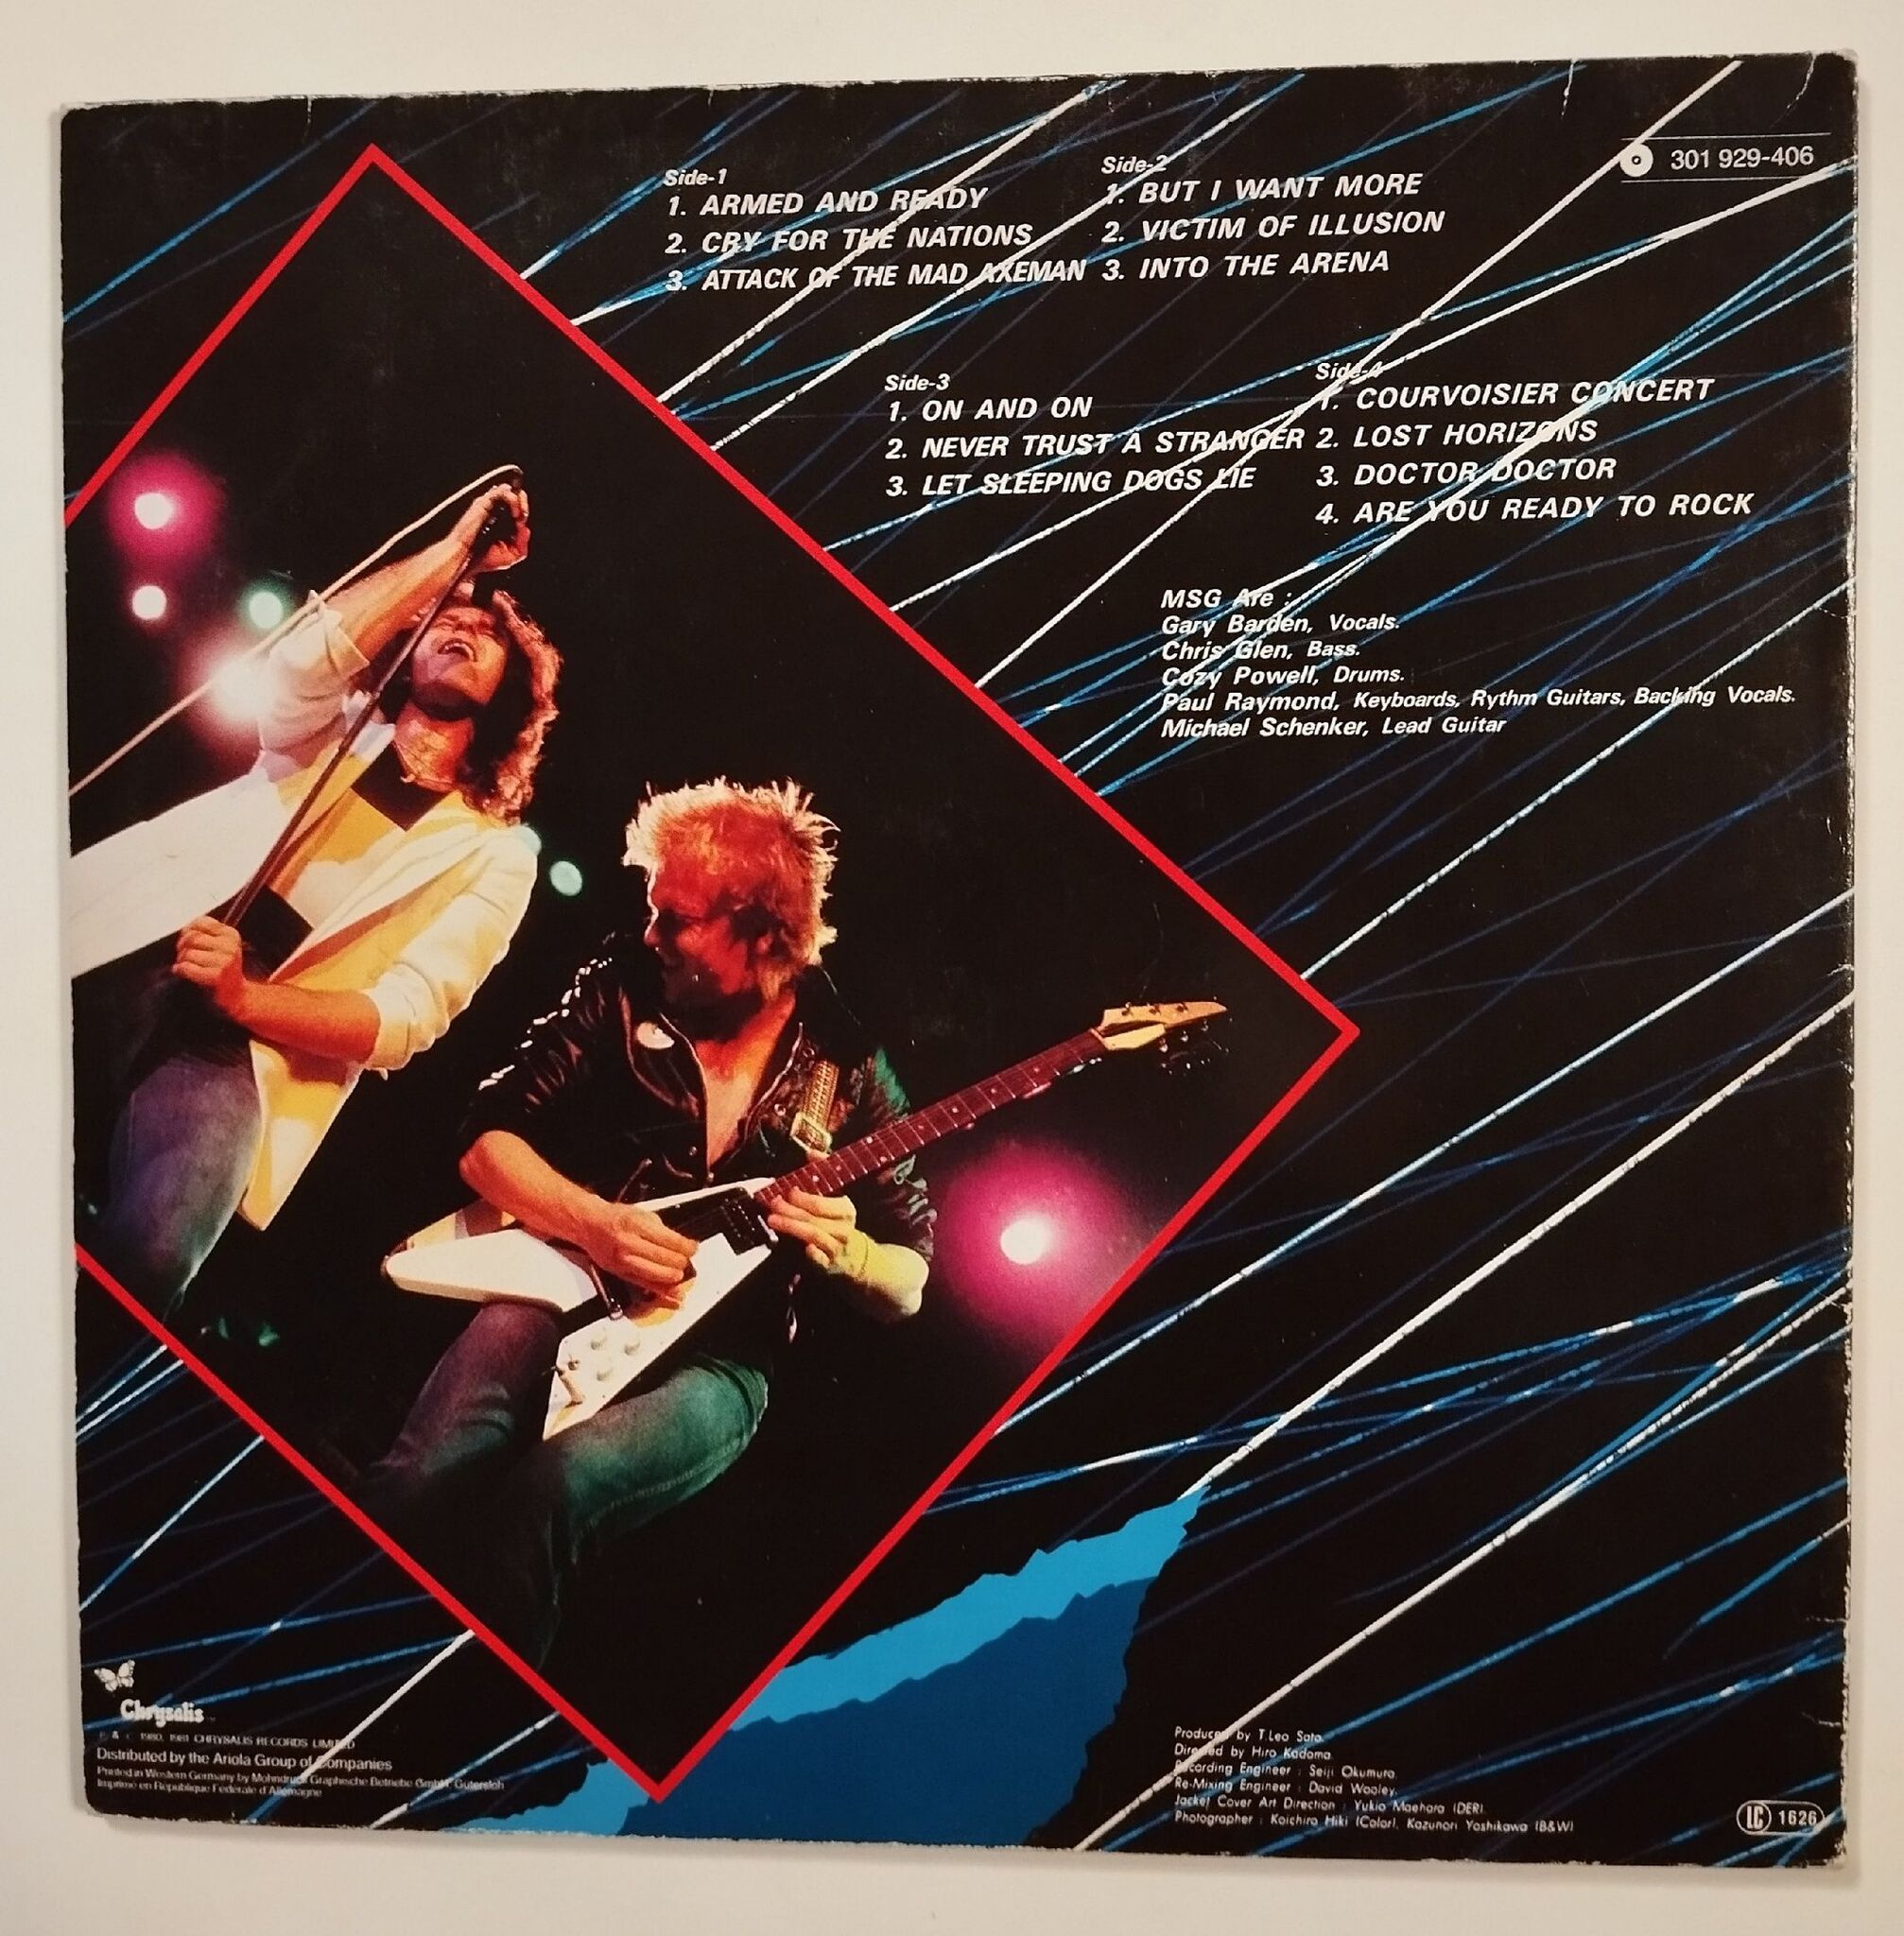 301 929-406
Side-1
1. ARMED AND READY
2. CRY FOR THE NATIONS
3. ATTACK OF THE MAD AXEMAN
Side-2
1. BUT I WANT MORE
2. VICTIM OF ILLUSION
3. INTO THE ARENA
Side-3
1. ON AND ON
2. NEVER TRUST A STRANGER
3. LET SLEEPING DOGS LIE
Side-4
1. COURVOISIER CONCERT
2. LOST HORIZONS
3. DOCTOR DOCTOR
4. ARE YOU READY TO ROCK
MSG Are :
Gary Barden, Vocals.
Chris Glen, Bass.
Cozy Powell, Drums.
Paul Raymond, Keyboards, Rythm Guitars, Backing Vocals.
Michael Schenker, Lead Guitar
Chrysalis
1980, 1981 CHRYSALIS RECORDS LIMITED
Distributed by the Ariola Group of Companies
Printed in Western Germany by Mohndruck Graphische Betriebe GmbH, Gütersloh
Imprimé en République Fédérale d'Allemagne
Produced by T.Leo Sato.
Directed by Hiro Kodama.
Recording Engineer : Seiji Okumura.
Re-Mixing Engineer : David Wooley.
Jacket Cover Art Direction : Yukio Maehara (DER).
Photographer : Koichiro Hiki (Color), Kazunori Yoshikawa (B&W)
LC 1626